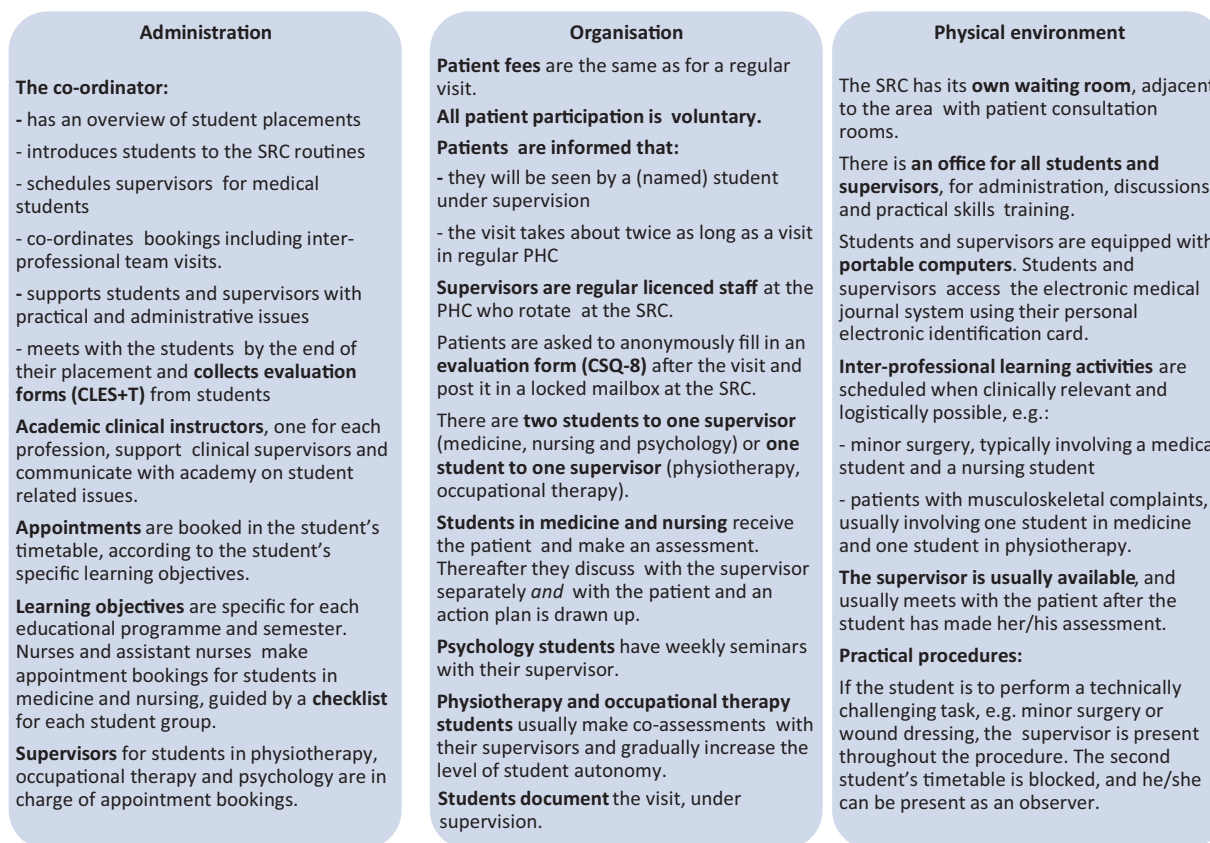 Administration
The co-ordinator:
- has an overview of student placements
- introduces students to the SRC routines
- schedules supervisors for medical
students
- co-ordinates bookings including inter-
professional team visits.
- supports students and supervisors with
practical and administrative issues
- meets with the students by the end of
their placement and collects evaluation
forms (CLES+T) from students
Academic clinical instructors, one for each
profession, support clinical supervisors and
communicate with academy on student
related issues.
Appointments are booked in the student's
timetable, according to the student's
specific learning objectives.
Learning objectives are specific for each
educational programme and semester.
Nurses and assistant nurses make
appointment bookings for students in
medicine and nursing, guided by a checklist
for each student group.
Supervisors for students in physiotherapy,
occupational therapy and psychology are in
charge of appointment bookings.
Organisation
Patient fees are the same as for a regular
visit.
All patient participation is voluntary.
Patients are informed that:
- they will be seen by a (named) student
under supervision
- the visit takes about twice as long as a visit
in regular PHC
Supervisors are regular licenced staff at the
PHC who rotate at the SRC.
Patients are asked to anonymously fill in an
evaluation form (CSQ-8) after the visit and
post it in a locked mailbox at the SRC.
There are two students to one supervisor
(medicine, nursing and psychology) or one
student to one supervisor (physiotherapy,
occupational therapy).
Students in medicine and nursing receive
the patient and make an assessment.
Thereafter they discuss with the supervisor
separately and with the patient and an
action plan is drawn up.
Psychology students have weekly seminars
with their supervisor.
Physiotherapy and occupational therapy
students usually make co-assessments with
their supervisors and gradually increase the
level of student autonomy.
Students document the visit, under
supervision.
Physical environment
The SRC has its own waiting room, adjacent
to the area with patient consultation
rooms.
There is an office for all students and
supervisors, for administration, discussions
and practical skills training.
Students and supervisors are equipped with
portable computers. Students and
supervisors access the electronic medical
journal system using their personal
electronic identification card.
Inter-professional learning activities are
scheduled when clinically relevant and
logistically possible, e.g.:
- minor surgery, typically involving a medica
student and a nursing student
- patients with musculoskeletal complaints,
usually involving one student in medicine
and one student in physiotherapy.
The supervisor is usually available, and
usually meets with the patient after the
student has made her/his assessment.
Practical procedures:
If the student is to perform a technically
challenging task, e.g. minor surgery or
wound dressing, the supervisor is present
throughout the procedure. The second
student's timetable is blocked, and he/she
can be present as an observer.